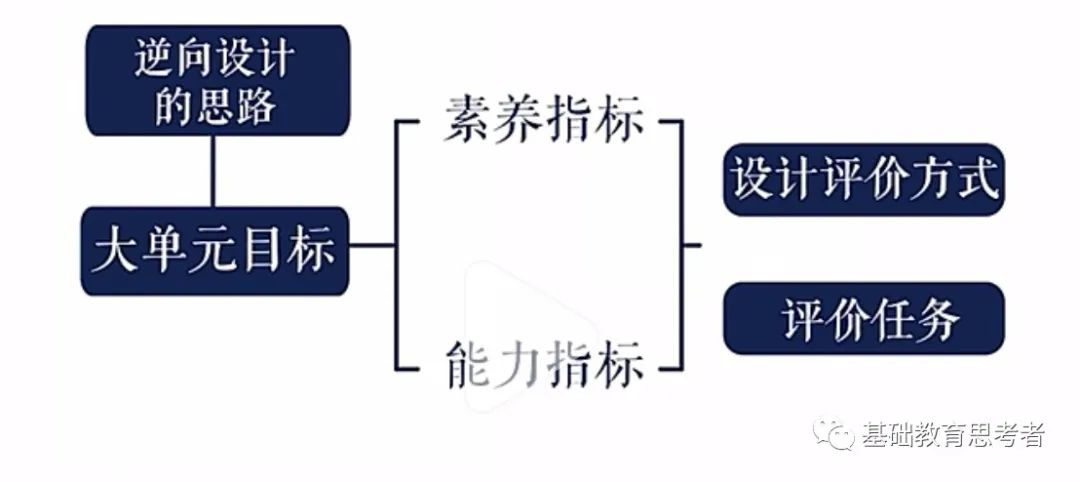 逆向设计
的思路
大单元目标
素养指标
能力指标
设计评价方式
评价任务
基础教育思考者